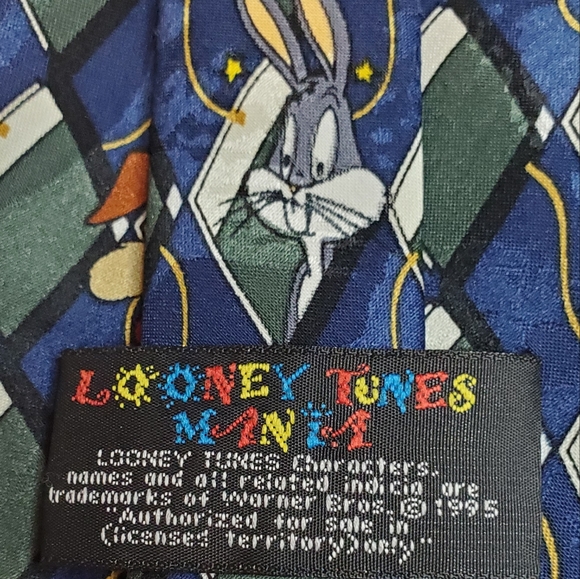 LOONEY TUNES
MANIA
LOONEY TUNES Characters,
names and all related indicia are
trademarks of Warner Bros. © 1995
"Authorized for sale in
(licensed territory) only"